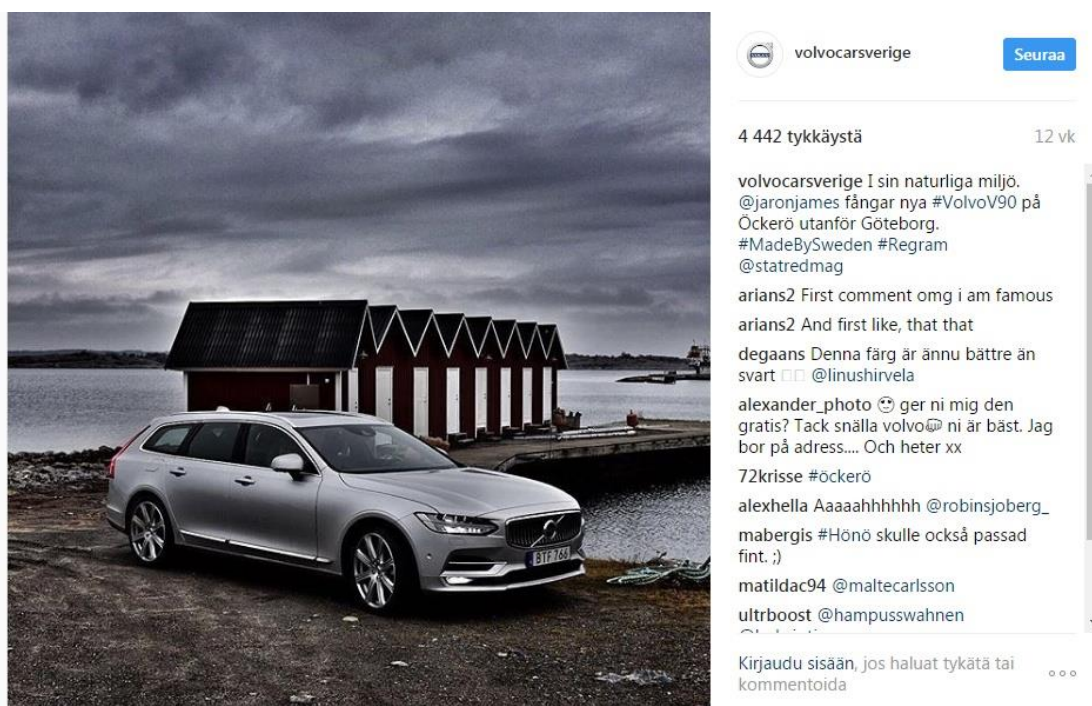 volvocarsverige
Seuraa
4 442 tykkäystä
12 vk
volvocarsverige I sin naturliga miljö.
@jaronjames fångar nya #VolvoV90 på
Öckerö utanför Göteborg.
#MadeBySweden #Regram
@statredmag
arians2 First comment omg i am famous
arians2 And first like, that that
degaans Denna färg är ännu bättre än
svart @linushirvela
alexander_photo ger ni mig den
gratis? Tack snälla volvo ni är bäst. Jag
bor på adress.... Och heter xx
72krisse #öckerö
alexhella Aaaaahhhhhh @robinsjoberg_
mabergis #Hönö skulle också passad
fint. ;)
matildac94 @maltecarlsson
ultrboost @hampusswahnen
Kirjaudu sisään, jos haluat tykätä tai
kommentoida
BTF 766